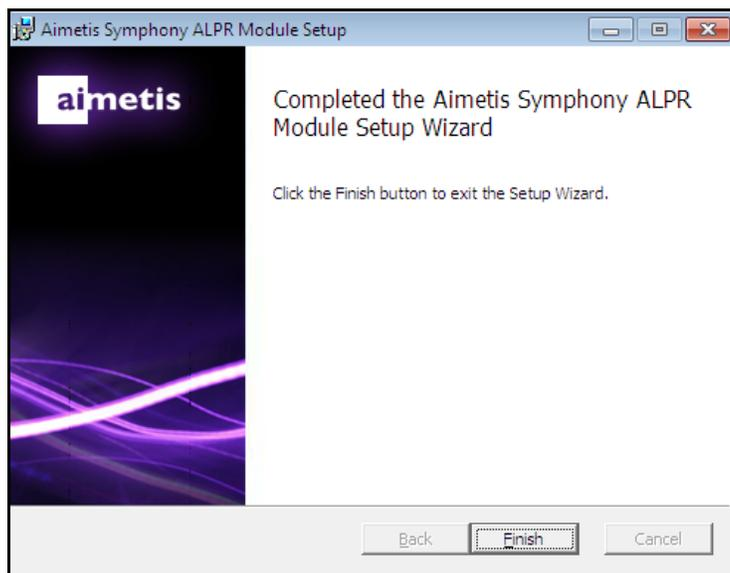 Aimetis Symphony ALPR Module Setup
aimetis
Completed the Aimetis Symphony ALPR
Module Setup Wizard
Click the Finish button to exit the Setup Wizard.
Back
Finish
Cancel